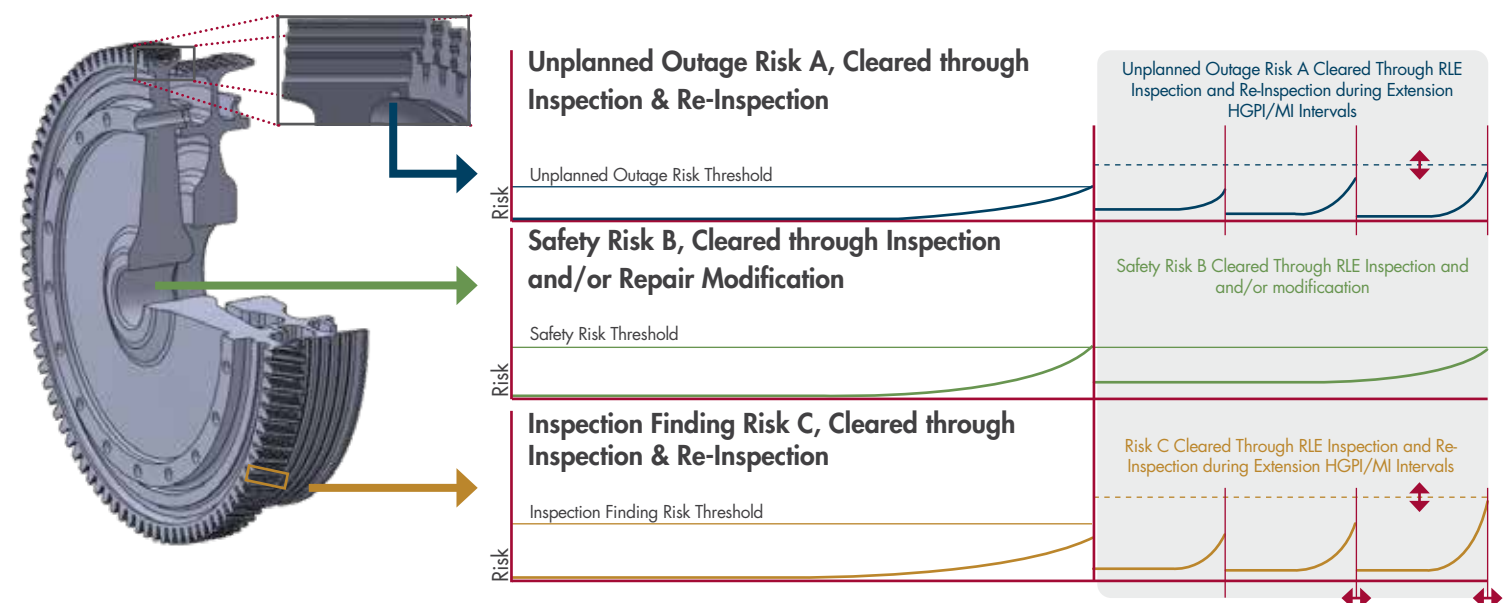 Unplanned Outage Risk A, Cleared through
Inspection & Re-Inspection
Unplanned Outage Risk Threshold
Risk
Unplanned Outage Risk A Cleared Through RLE
Inspection and Re-Inspection during Extension
HGPI/MI Intervals
Safety Risk B, Cleared through Inspection
and/or Repair Modification
Safety Risk Threshold
Risk
Safety Risk B Cleared Through RLE Inspection and
and/or modificaation
Inspection Finding Risk C, Cleared through
Inspection & Re-Inspection
Inspection Finding Risk Threshold
Risk
Risk C Cleared Through RLE Inspection and Re-
Inspection during Extension HGPI/MI Intervals